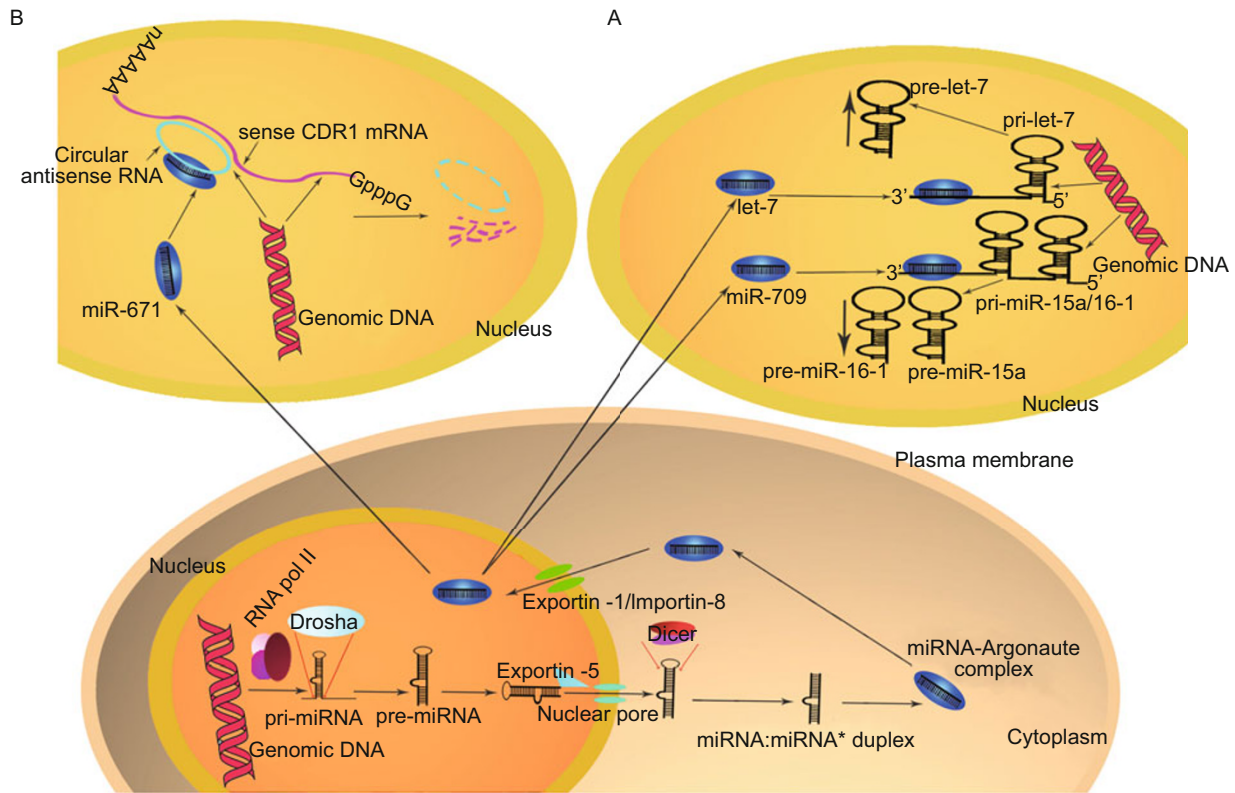 B
nAAAAAA
sense CDR1 mRNA
Circular
antisense RNA
GpppG
miR-671
Genomic DNA
Nucleus
A
pre-let-7
pri-let-7
let-7
3’
5’
miR-709
3’
5’
Genomic DNA
pri-miR-15a/16-1
pre-miR-16-1
pre-miR-15a
Nucleus
Plasma membrane
Nucleus
RNA pol II
Drosha
Exportin -1/Importin-8
Dicer
miRNA-Argonaute
complex
Exportin -5
pri-miRNA
pre-miRNA
Nuclear pore
Genomic DNA
miRNA:miRNA* duplex
Cytoplasm